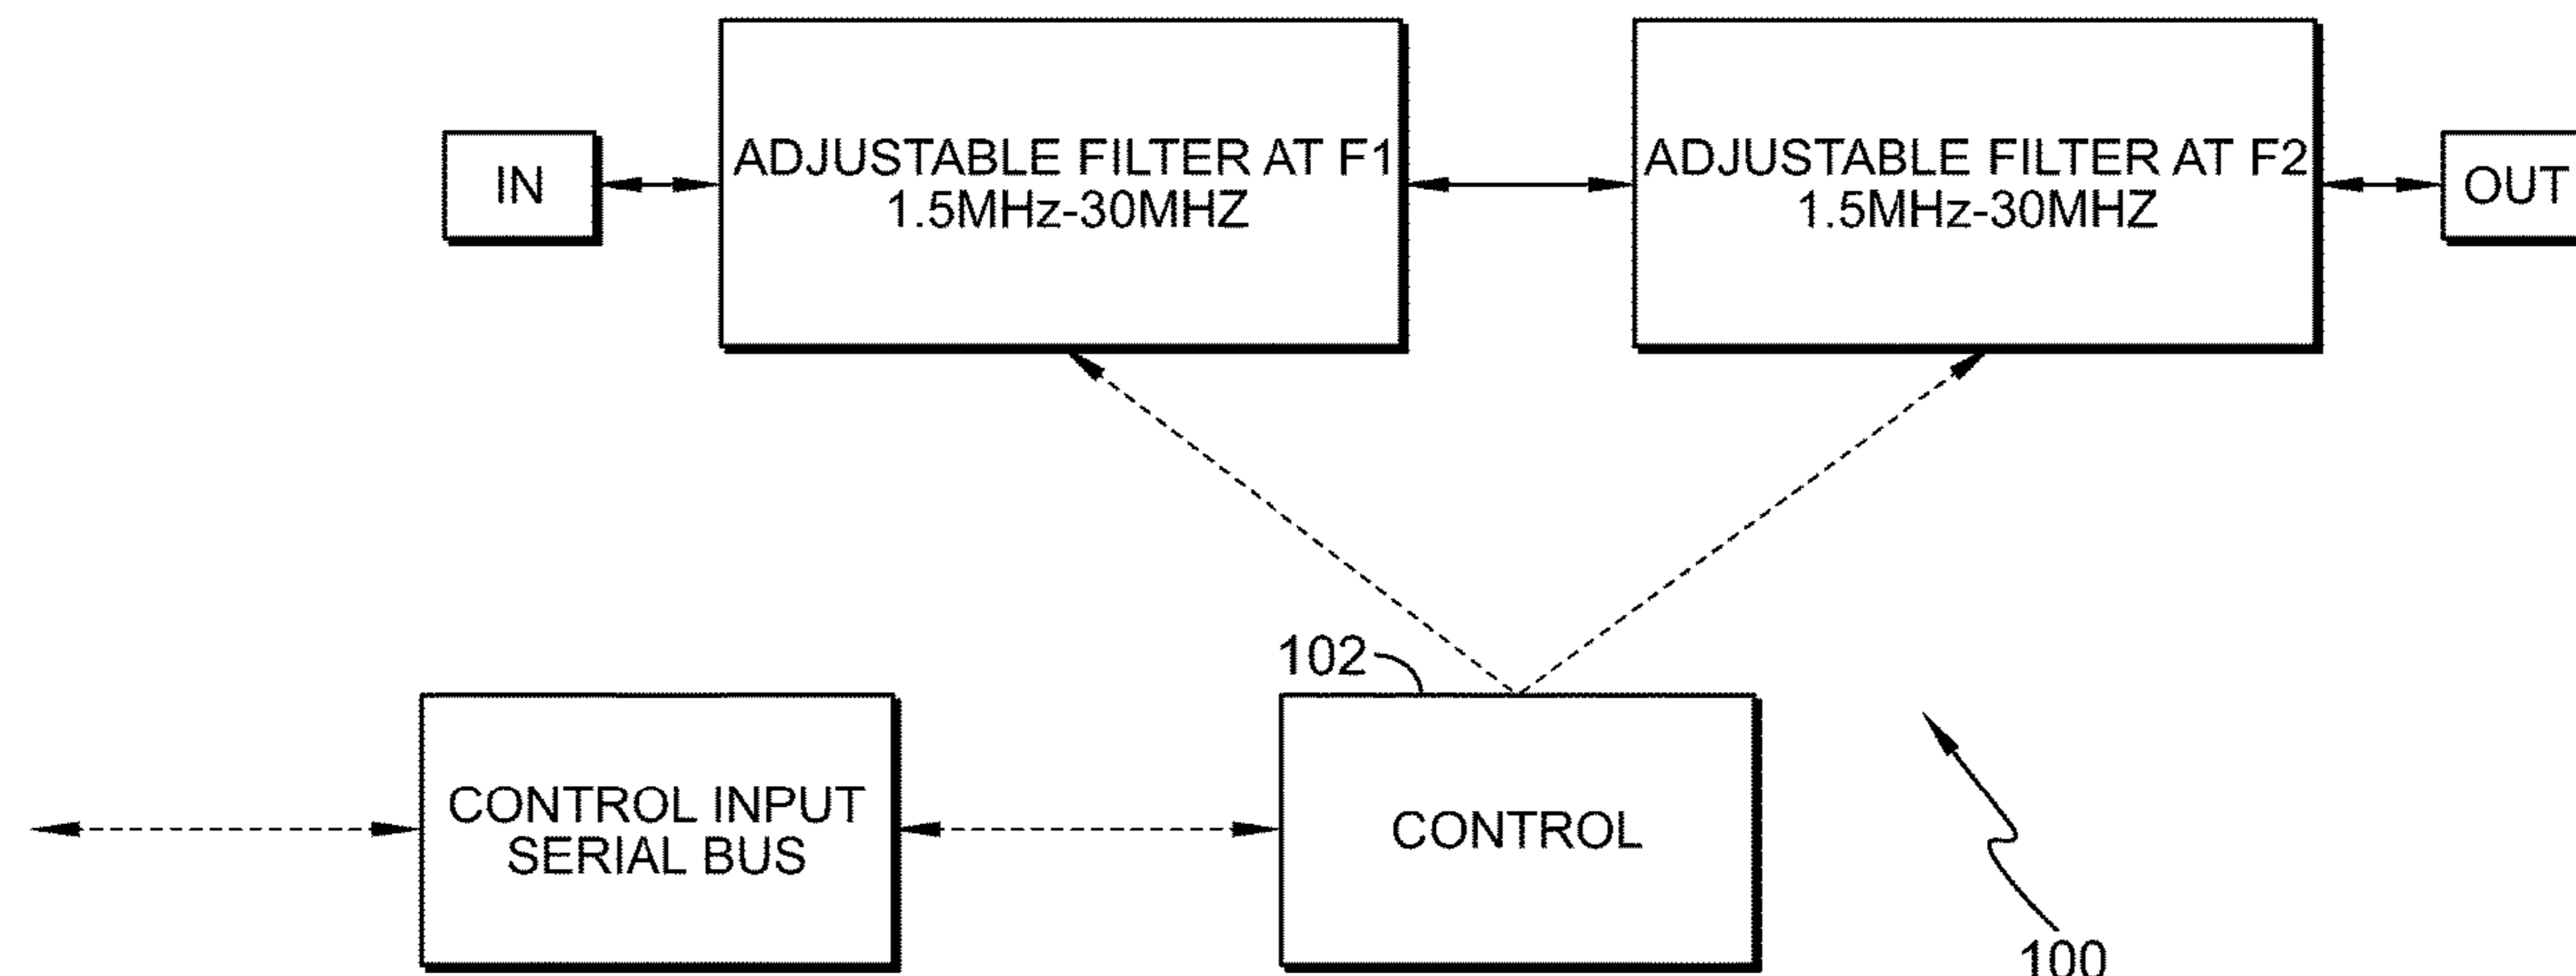 IN
ADJUSTABLE FILTER AT F1
1.5MHz-30MHZ
ADJUSTABLE FILTER AT F2
1.5MHz-30MHZ
OUT
102
CONTROL INPUT
SERIAL BUS
CONTROL
100